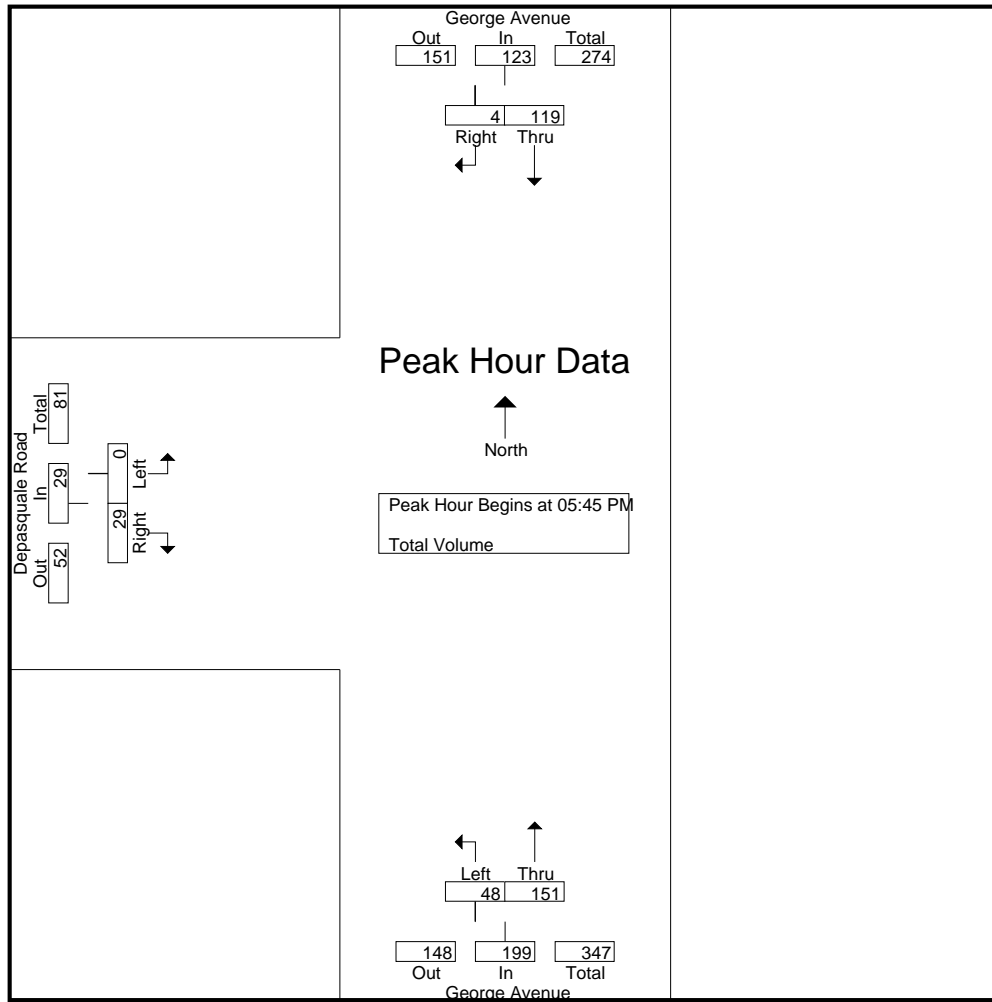 George Avenue
Out In Total
151 123 274
4 119
Right Thru
Peak Hour Data
North
Peak Hour Begins at 05:45 PM
Total Volume
Depasquale Road
Out In Total
52 29 81
Right Left
29 0
Left Thru
48 151
148 199 347
Out In Total
George Avenue